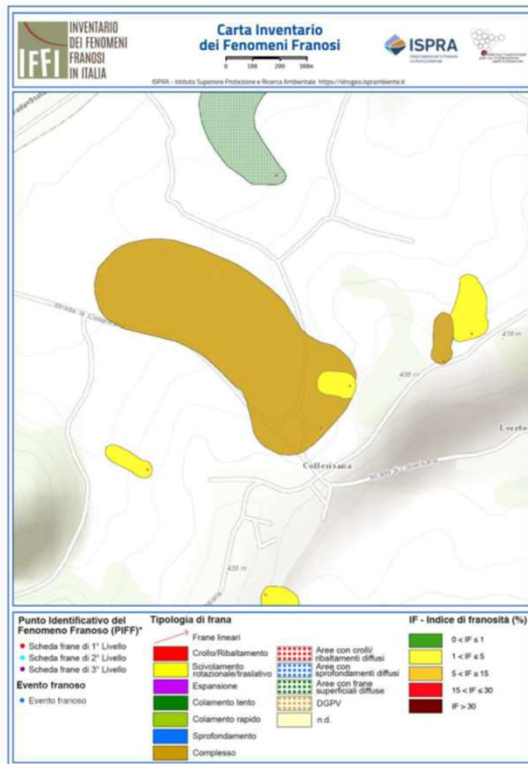 IFFI
INVENTARIO
DEI FENOMENI
FRANOSI
IN ITALIA
Carta Inventario
dei Fenomeni Franosi
0 100 200 300m
ISPRA
ISPRA - Istituto Superiore Protezione e Ricerca Ambientale https://idrogeo.isprambiente.it
Strada di
438 m
438 m
Loreto
Collerisana
438 m
Punto Identificativo del
Fenomeno Franoso (PIFF)*
Scheda frane di 1° Livello
Scheda frane di 2° Livello
Scheda frane di 3° Livello
Evento franoso
Evento franoso
Tipologia di frana
Frane lineari
Crollo/Ribaltamento
Scivolamento
rotazionale/traslativo
Espansione
Colamento lento
Colamento rapido
Sprofondamento
Complesso
Aree con crolli/
ribaltamenti diffusi
Aree con
sprofondamenti diffusi
Aree con frane
superficiali diffuse
DGPV
n.d.
IF - Indice di franosità (%)
0 < IF ≤ 1
1 < IF ≤ 5
5 < IF ≤ 15
15 < IF ≤ 30
IF > 30